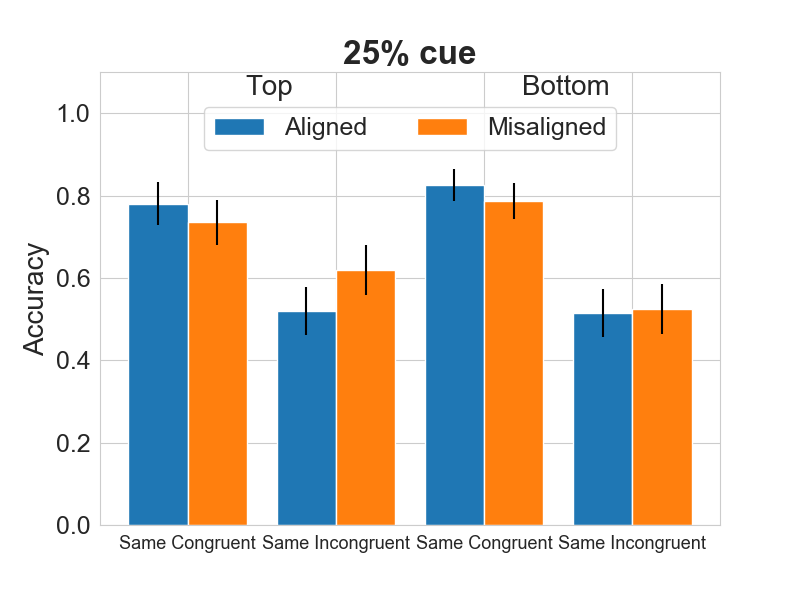 25% cue
Top Bottom
Aligned Misaligned
1.0
0.8
0.6
0.4
0.2
0.0
Accuracy
Same Congruent Same Incongruent Same Congruent Same Incongruent